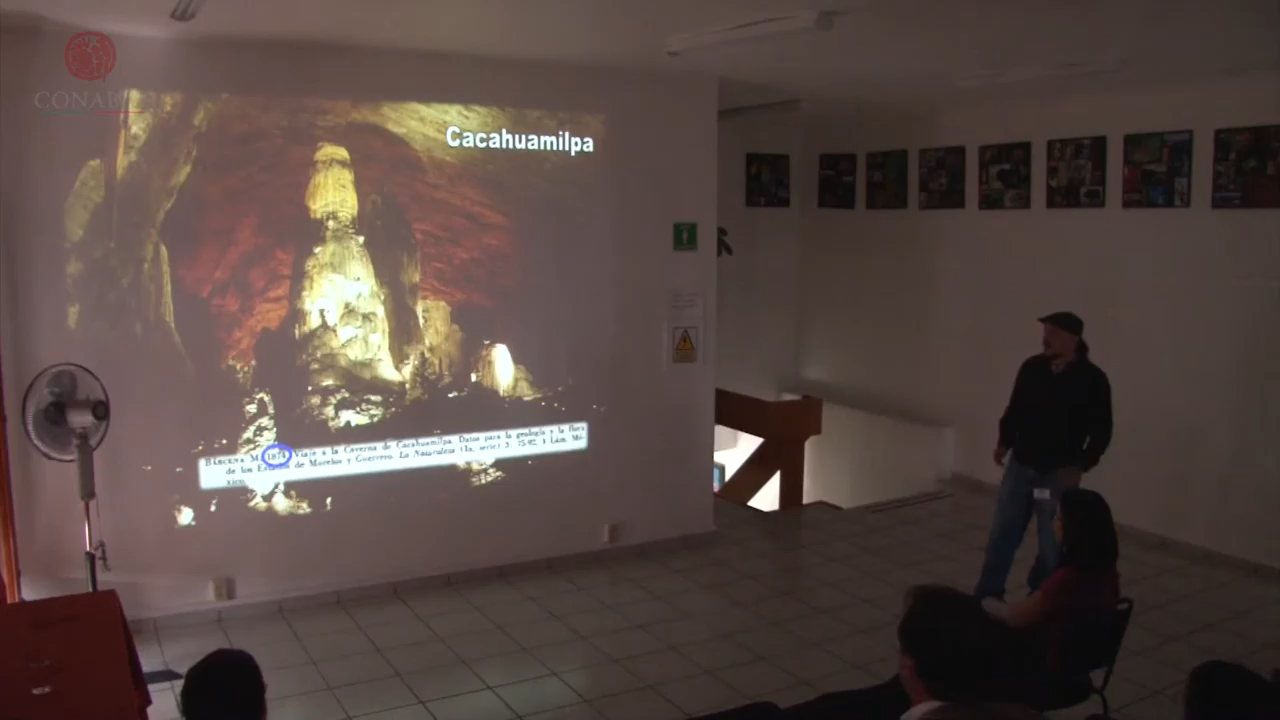 CONABIO
Cacahuamilpa
BÁRCENA M. 1874 Viaje á la Caverna de Cacahuamilpa. Datos para la geología y la flora
de los Estados de Morelos y Guerrero. La Naturaleza (1a. serie) 3: 75-92. 1 Lám. Mé-
xico.